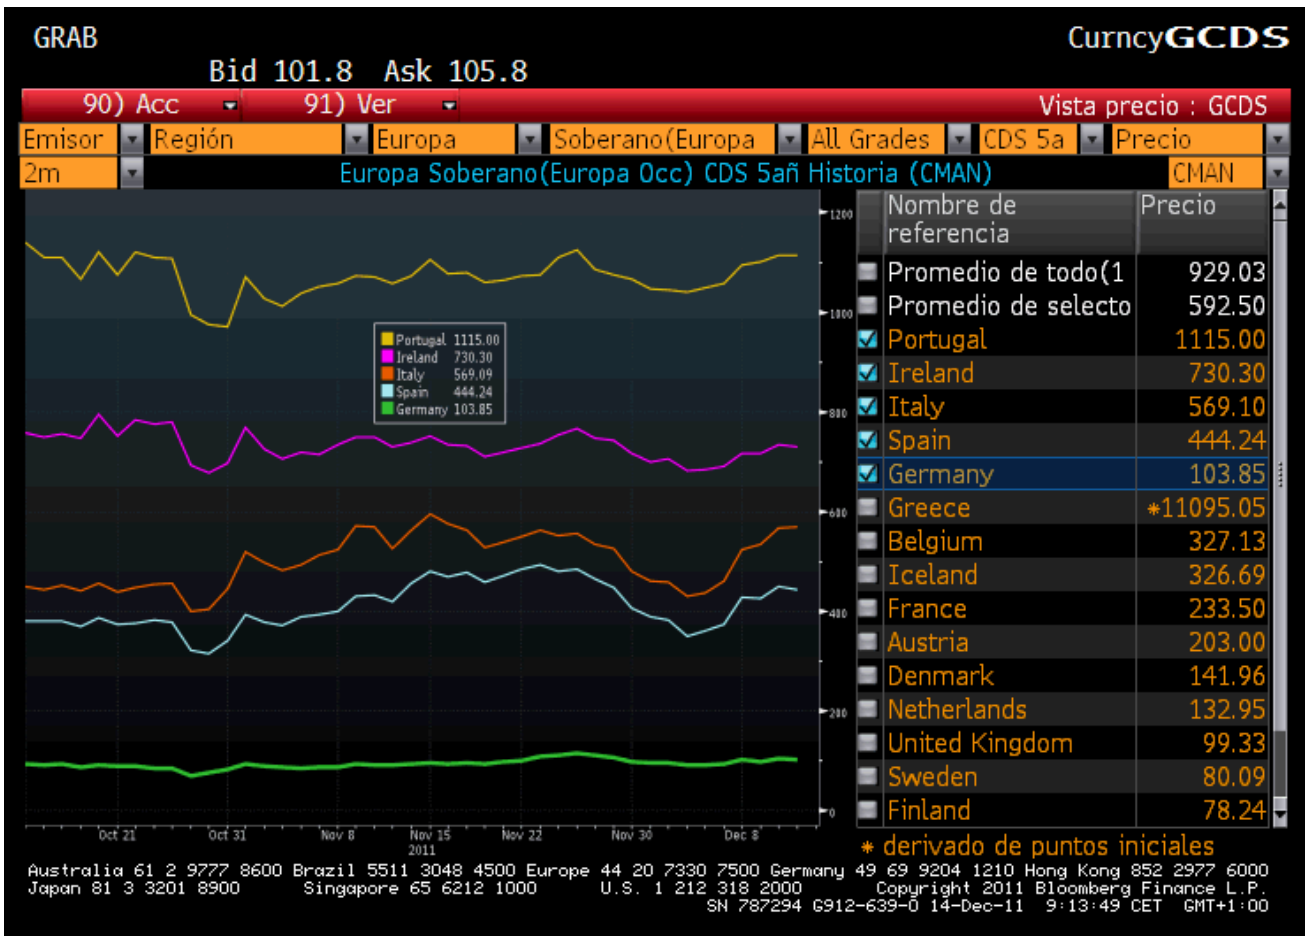 GRAB
CurncyGCDS
Bid 101.8 Ask 105.8
90) Acc 91) Ver Vista precio : GCDS
Emisor Región Europa Soberano(Europa All Grades CDS 5a Precio
2m Europa Soberano(Europa Occ) CDS 5añ Historia (CMAN) CMAN
Nombre de referencia Precio
Promedio de todo(1 929.03
Promedio de selecto 592.50
Portugal 1115.00
Ireland 730.30
Italy 569.10
Spain 444.24
Germany 103.85
Greece *11095.05
Belgium 327.13
Iceland 326.69
France 233.50
Austria 203.00
Denmark 141.96
Netherlands 132.95
United Kingdom 99.33
Sweden 80.09
Finland 78.24
* derivado de puntos iniciales
1200
1000
800
600
400
200
0
Portugal 1115.00
Ireland 730.30
Italy 569.09
Spain 444.24
Germany 103.85
Oct 21 Oct 31 Nov 8 Nov 15 Nov 22 Nov 30 Dec 8
2011
Australia 61 2 9777 8600 Brazil 5511 3048 4500 Europe 44 20 7330 7500 Germany 49 69 9204 1210 Hong Kong 852 2977 6000
Japan 81 3 3201 8900 Singapore 65 6212 1000 U.S. 1 212 318 2000 Copyright 2011 Bloomberg Finance L.P.
SN 787294 G912-639-0 14-Dec-11 9:13:49 CET GMT+1:00